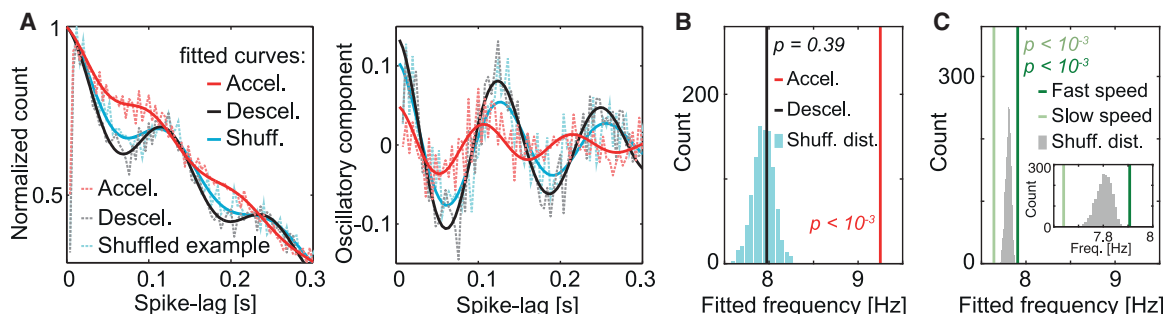 A
Normalized count
1
0.5
fitted curves:
Accel.
Descel.
Shuff.
Accel.
Descel.
Shuffled example
0
0.1
0.2
0.3
Spike-lag [s]
Oscillatory component
0.1
0
-0.1
0
0.1
0.2
0.3
Spike-lag [s]
B
Count
200
0
p = 0.39
Accel.
Descel.
Shuff. dist.
p < 10-3
8
9
Fitted frequency [Hz]
C
Count
300
0
p < 10-3
p < 10-3
Fast speed
Slow speed
Shuff. dist.
300
Count
0
7.8
8
Freq. [Hz]
8
9
Fitted frequency [Hz]